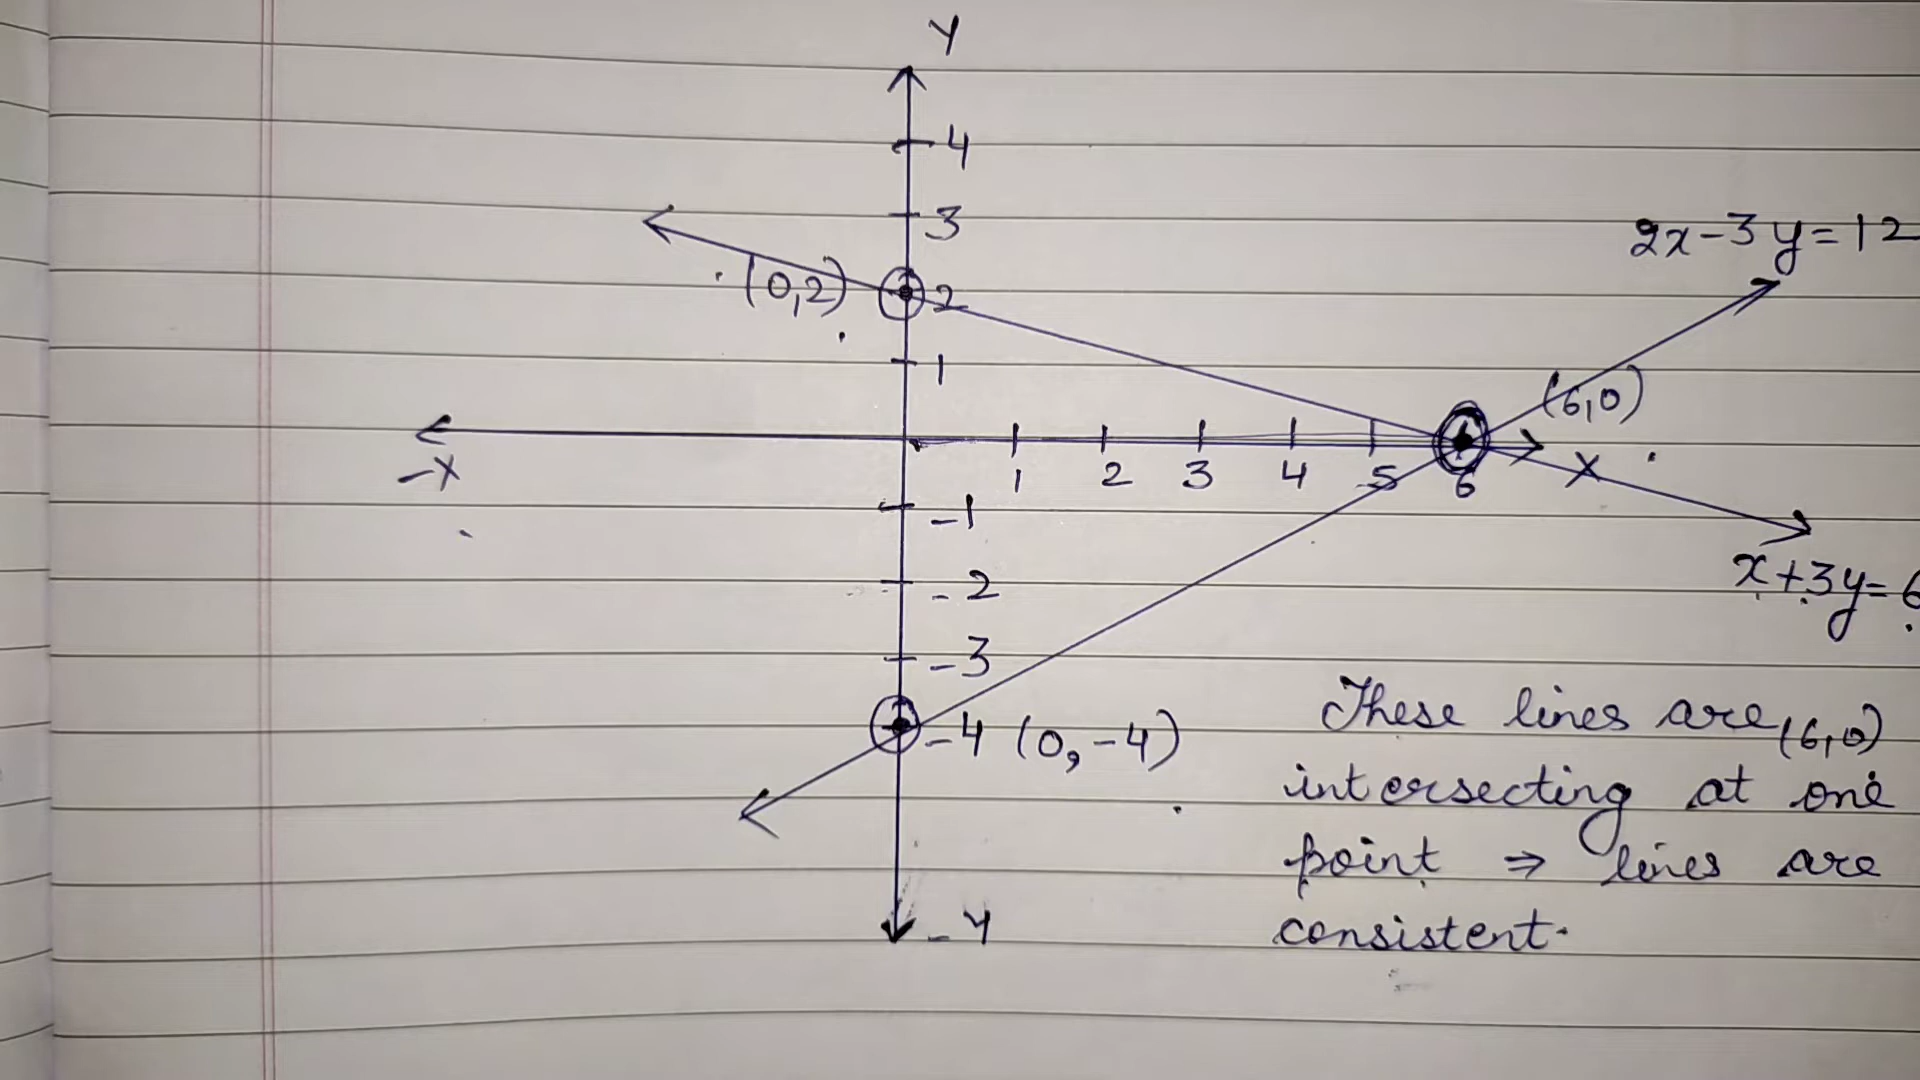 Y
4
3
2x-3y=12
(0,2) 2
1
(6,0)
-X 1 2 3 4 5 6 X
-1
-2
x+3y=6
-3
-4 (0,-4)
These lines are (6,0)
intersecting at one
point ⇒ lines are
consistent.
-Y